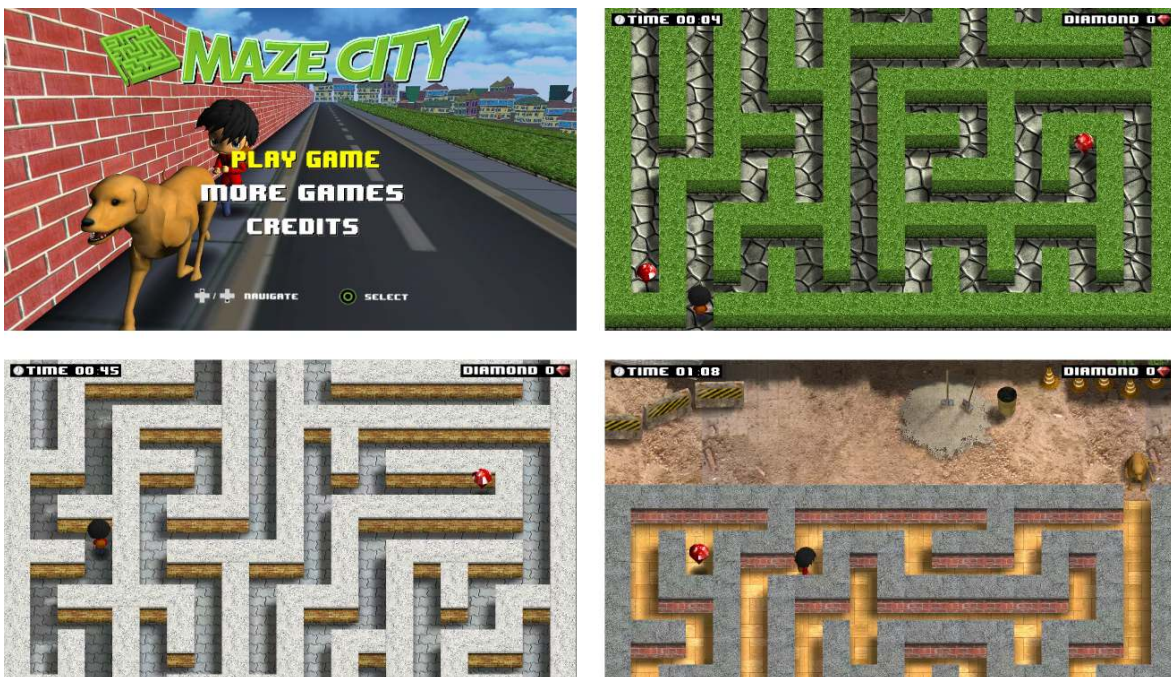 MAZE CITY
PLAY GAME
MORE GAMES
CREDITS
/ NAVIGATE SELECT
TIME 00:04 DIAMOND 0
TIME 00:45 DIAMOND 0
TIME 01:08 DIAMOND 0